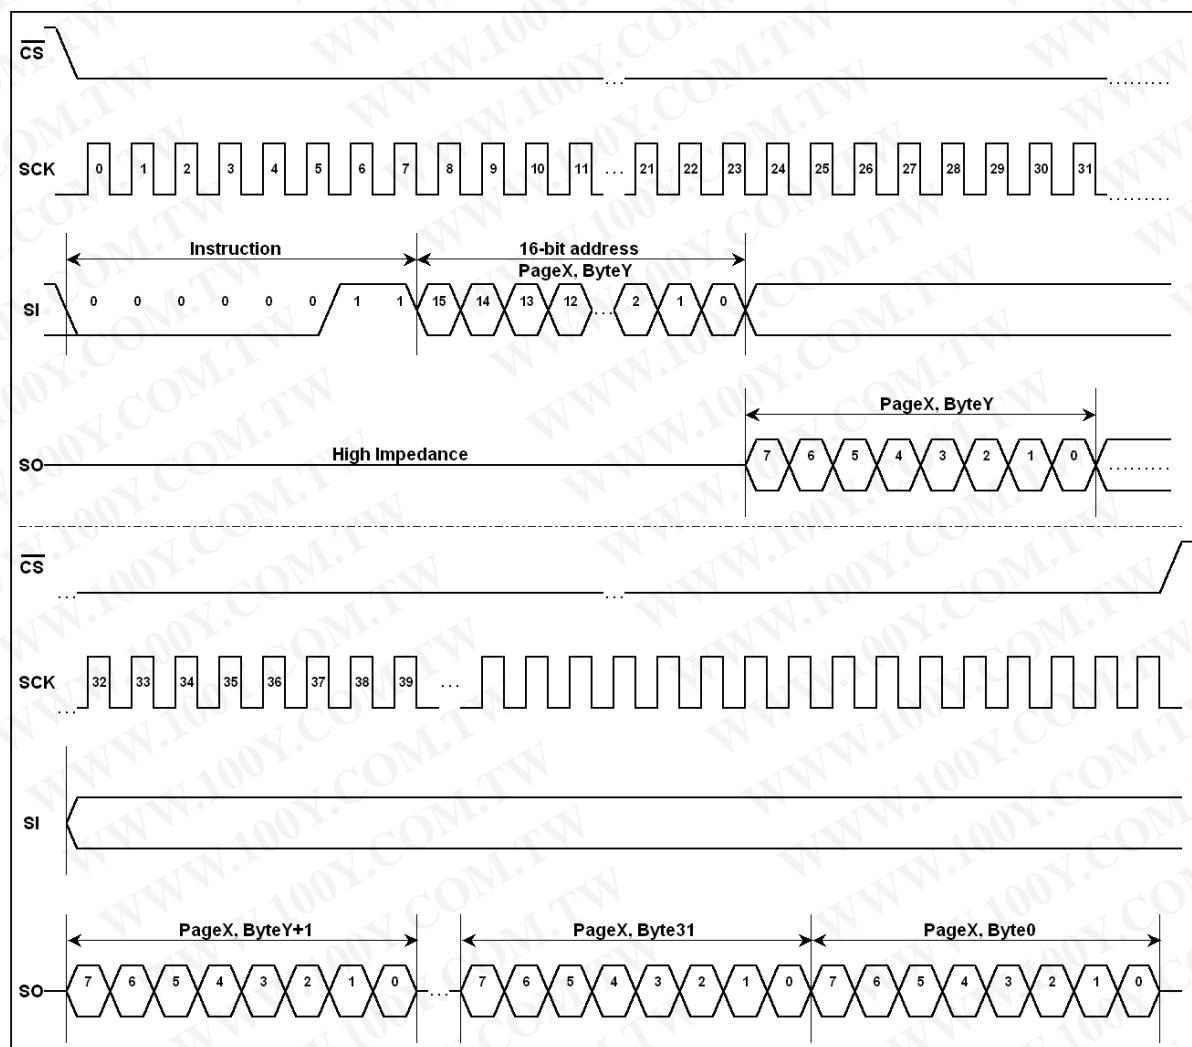 CS
...
.........
SCK
0 1 2 3 4 5 6 7 8 9 10 11 ... 21 22 23 24 25 26 27 28 29 30 31
.........
Instruction
16-bit address
PageX, ByteY
SI
0 0 0 0 0 0 1 1 15 14 13 12 ... 2 1 0
PageX, ByteY
SO
High Impedance
7 6 5 4 3 2 1 0 .........
CS
...
...
SCK
32 33 34 35 36 37 38 39 ...
...
SI
PageX, ByteY+1
PageX, Byte31
PageX, Byte0
SO
7 6 5 4 3 2 1 0 ... 7 6 5 4 3 2 1 0 7 6 5 4 3 2 1 0
WWW.100Y.COM.TW